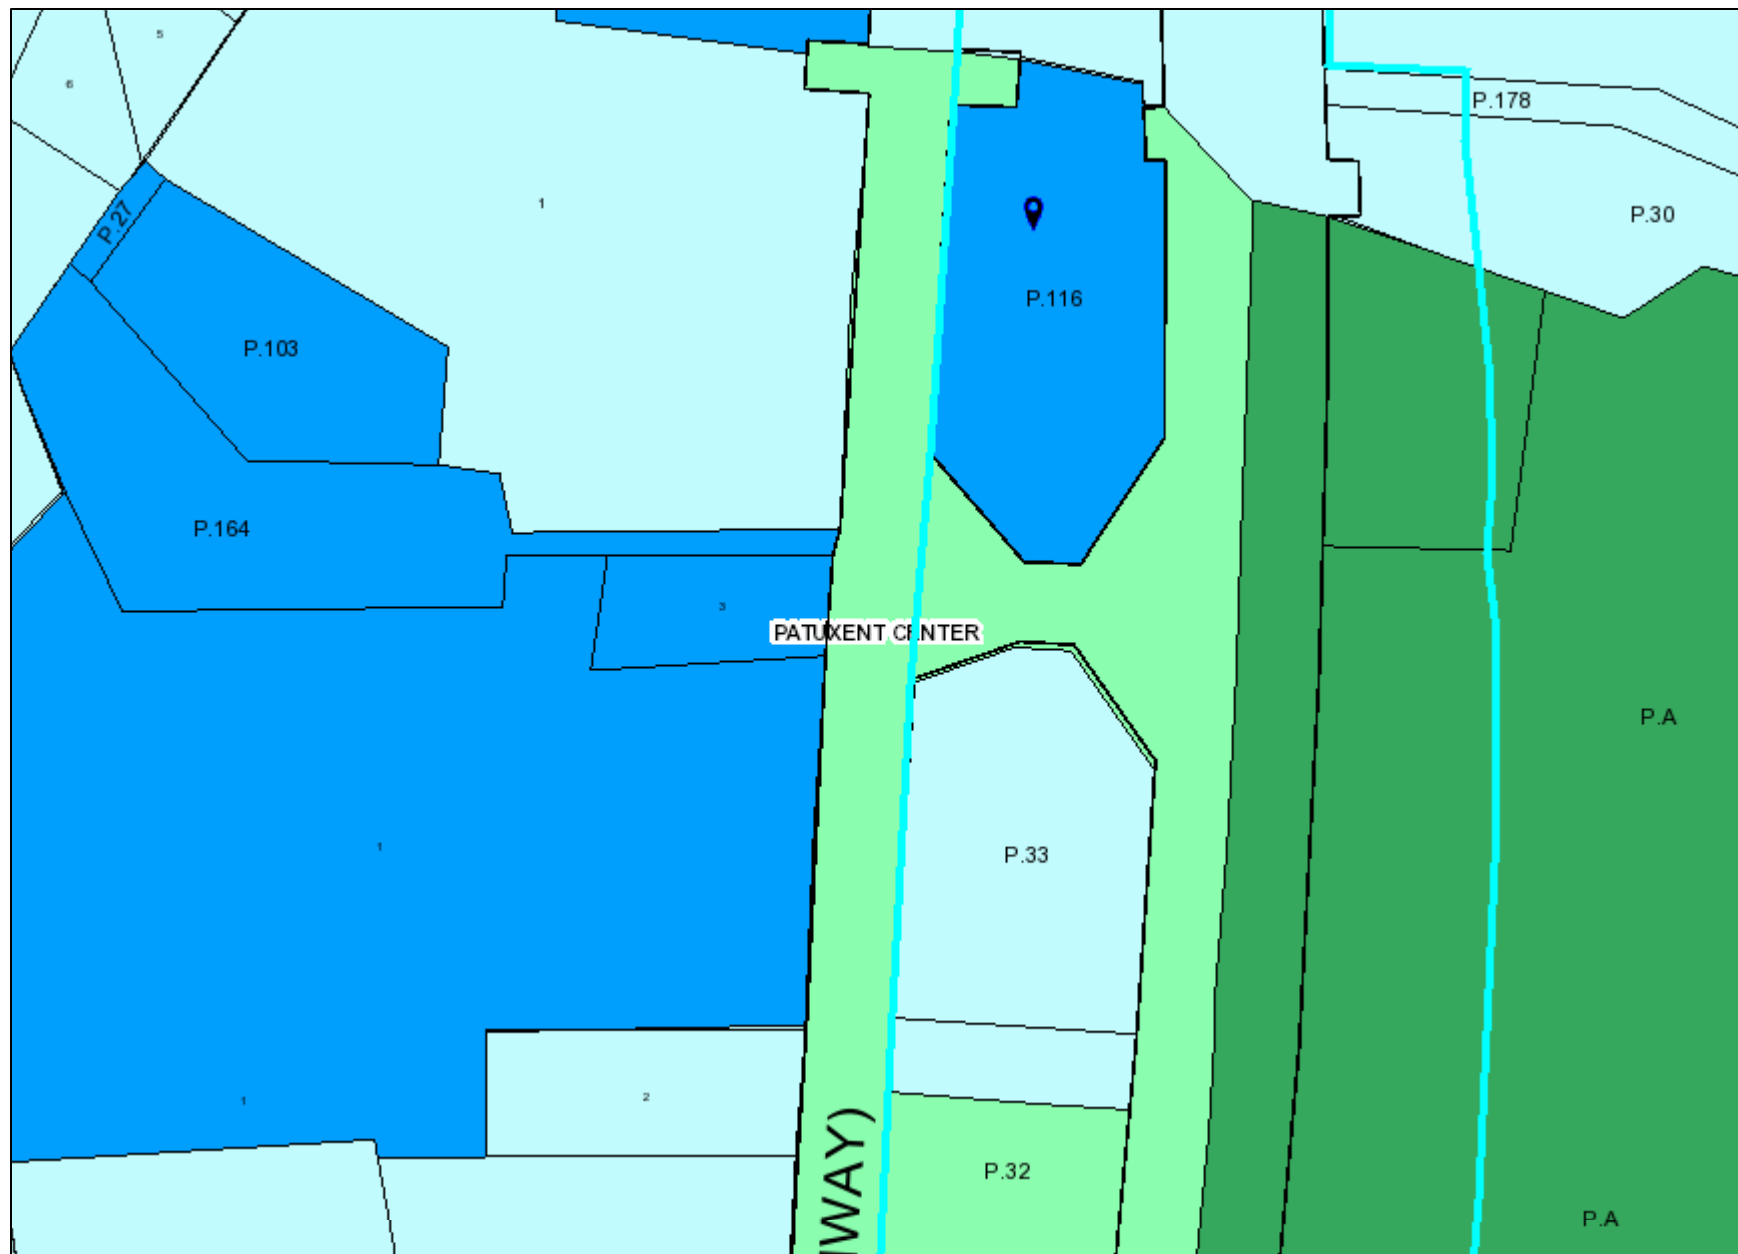 5
6
P.178
1
P.27
P.30
P.116
P.103
P.164
3
PATUXENT CENTER
P.A
1
P.33
1
2
WAY)
P.32
P.A